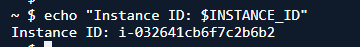 ~ $ echo "Instance ID: $INSTANCE_ID"
Instance ID: i-032641cb6f7c2b6b2
~ $